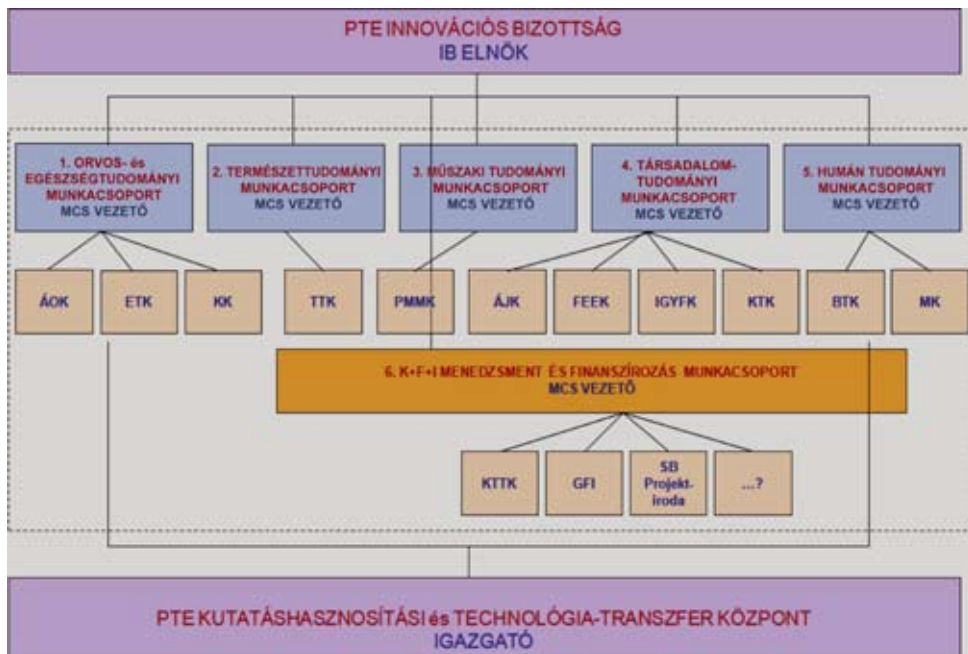 PTE INNOVÁCIÓS BIZOTTSÁG
IB ELNÖK
1. ORVOS- és
EGÉSZSÉGTUDOMÁNYI
MUNKACSOPORT
MCS VEZETŐ
2. TERMÉSZETTUDOMÁNYI
MUNKACSOPORT
MCS VEZETŐ
3. MŰSZAKI TUDOMÁNYI
MUNKACSOPORT
MCS VEZETŐ
4. TÁRSADALOM-
TUDOMÁNYI
MUNKACSOPORT
MCS VEZETŐ
5. HUMÁN TUDOMÁNYI
MUNKACSOPORT
MCS VEZETŐ
ÁOK
ETK
KK
TTK
PMMK
ÁJK
FEEK
IGYFK
KTK
BTK
MK
6. K+F+I MENEDZSMENT ÉS FINANSZÍROZÁS MUNKACSOPORT
MCS VEZETŐ
KTTK
GFI
SB
Projekt-
iroda
...?
PTE KUTATÁSHASZNOSÍTÁSI és TECHNOLÓGIA-TRANSZFER KÖZPONT
IGAZGATÓ